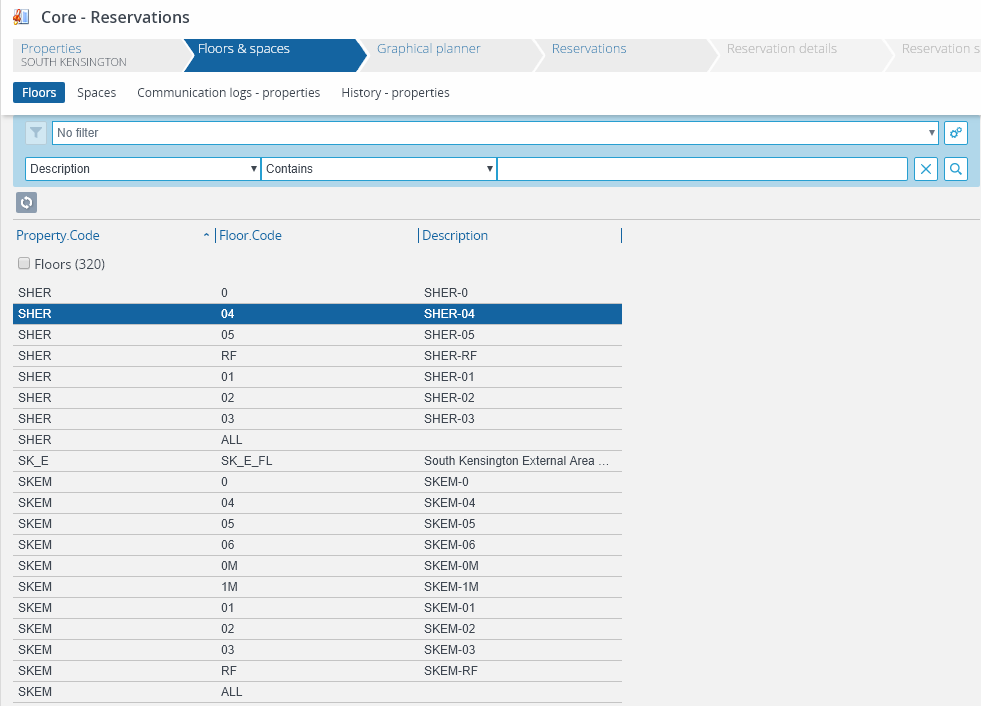 Core - Reservations
Properties
SOUTH KENSINGTON
Floors & spaces
Graphical planner
Reservations
Reservation details
Reservation s
Floors Spaces Communication logs - properties History - properties
No filter
Description Contains
Property.Code Floor.Code Description
Floors (320)
SHER 0 SHER-0
SHER 04 SHER-04
SHER 05 SHER-05
SHER RF SHER-RF
SHER 01 SHER-01
SHER 02 SHER-02
SHER 03 SHER-03
SHER ALL
SK_E SK_E_FL South Kensington External Area ...
SKEM 0 SKEM-0
SKEM 04 SKEM-04
SKEM 05 SKEM-05
SKEM 06 SKEM-06
SKEM 0M SKEM-0M
SKEM 1M SKEM-1M
SKEM 01 SKEM-01
SKEM 02 SKEM-02
SKEM 03 SKEM-03
SKEM RF SKEM-RF
SKEM ALL